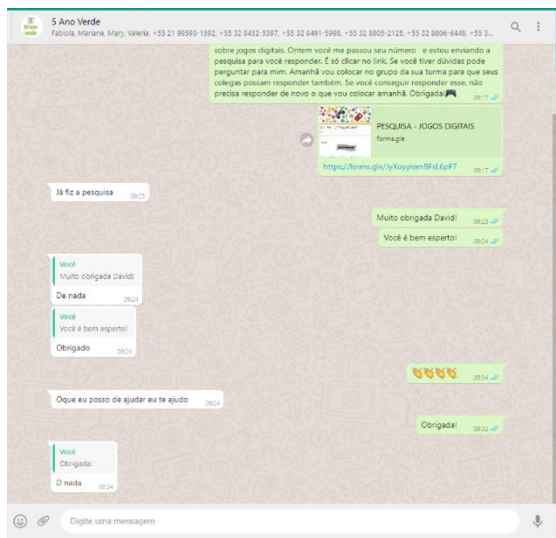 5 Ano Verde
Fabiola, Mariane, Mary, Valeria, +55 21 99593-1592, +55 32 8452-5397, +55 32 8491-5998, +55 32 8805-2125, +55 32 8806-6448, +55 3...
sobre jogos digitais. Ontem você me passou seu número e estou enviando a
pesquisa para você responder. É só clicar no link. Se você tiver dúvidas pode
perguntar para mim. Amanhã vou colocar no grupo da sua turma para que seus
colegas possam responder também. Se você conseguir responder esse, não
precisa responder de novo o que vou colocar amanhã. Obrigada!🎮 09:17
PESQUISA - JOGOS DIGITAIS
forms.gle
https://forms.gle/JyXoyyiomBFxL6pF7 09:17
Já fiz a pesquisa 09:23
Muito obrigada David! 09:23
Você é bem esperto! 09:24
Você
Muito obrigada David!
De nada 09:24
Você
Você é bem esperto!
Obrigado 09:24
👏👏👏👏 09:24
Oque eu posso de ajudar eu te ajudo 09:24
Obrigada! 09:32
Você
Obrigada!
D nada 09:34
Digite uma mensagem